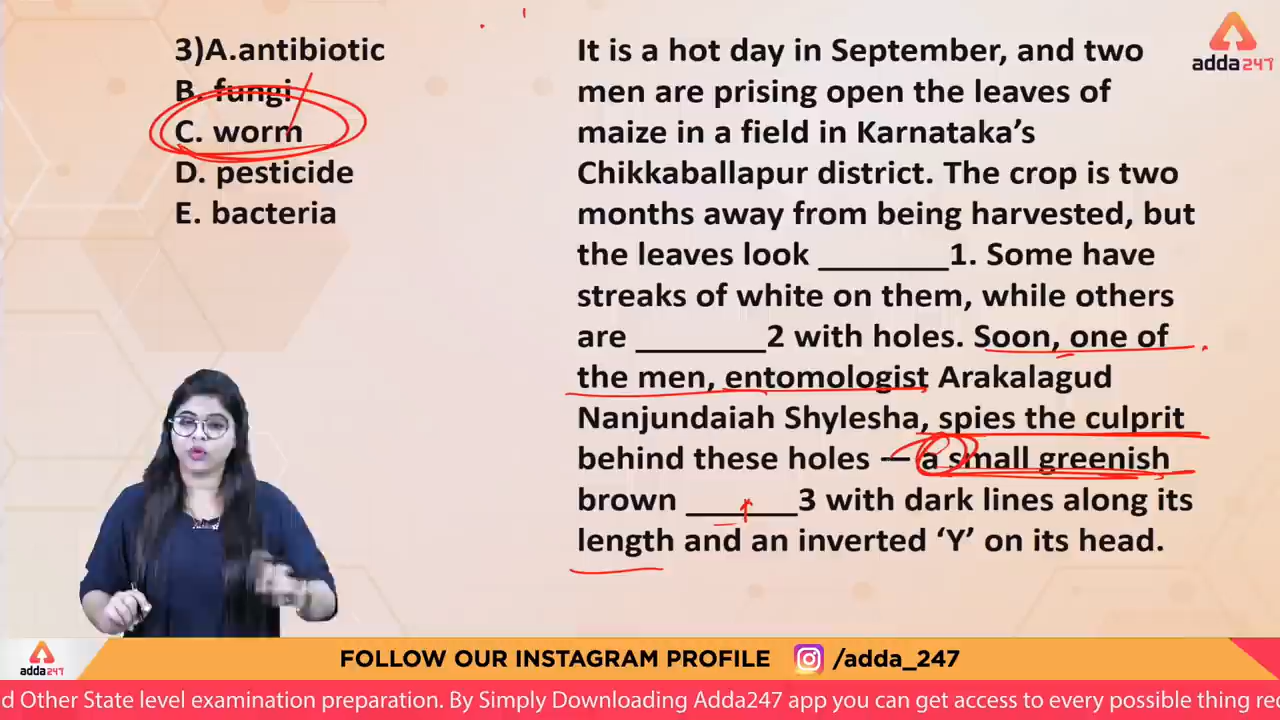 3)A.antibiotic
B. fungi
C. worm
D. pesticide
E. bacteria
It is a hot day in September, and two
men are prising open the leaves of
maize in a field in Karnataka’s
Chikkaballapur district. The crop is two
months away from being harvested, but
the leaves look ________1. Some have
streaks of white on them, while others
are ________2 with holes. Soon, one of
the men, entomologist Arakalagud
Nanjundaiah Shylesha, spies the culprit
behind these holes — a small greenish
brown _______3 with dark lines along its
length and an inverted ‘Y’ on its head.
adda247
adda247
FOLLOW OUR INSTAGRAM PROFILE /adda_247
d Other State level examination preparation. By Simply Downloading Adda247 app you can get access to every possible thing rec